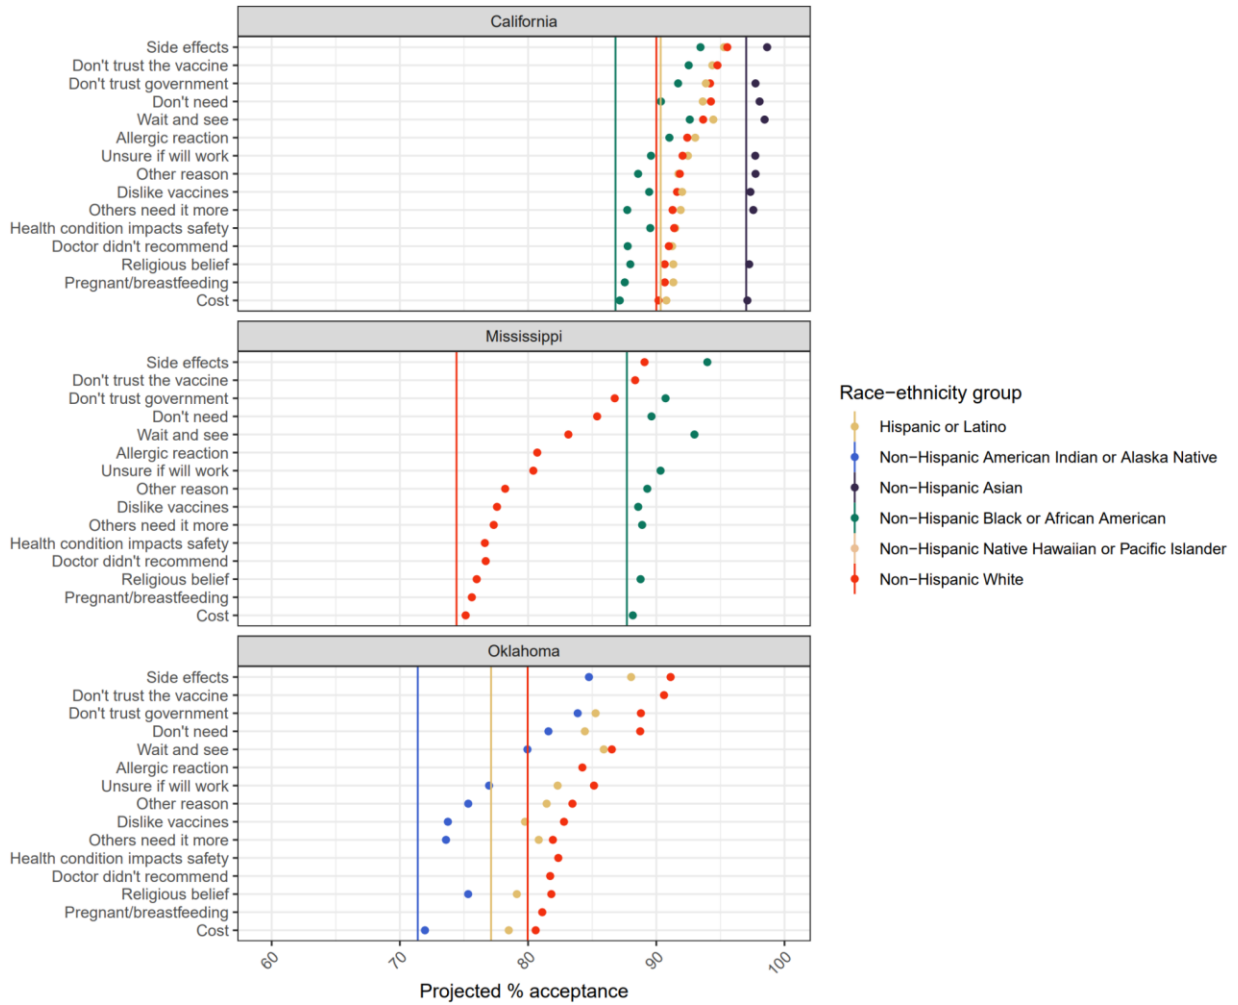 California
Side effects
Don't trust the vaccine
Don't trust government
Don't need
Wait and see
Allergic reaction
Unsure if will work
Other reason
Dislike vaccines
Others need it more
Health condition impacts safety
Doctor didn't recommend
Religious belief
Pregnant/breastfeeding
Cost
Mississippi
Side effects
Don't trust the vaccine
Don't trust government
Don't need
Wait and see
Allergic reaction
Unsure if will work
Other reason
Dislike vaccines
Others need it more
Health condition impacts safety
Doctor didn't recommend
Religious belief
Pregnant/breastfeeding
Cost
Oklahoma
Side effects
Don't trust the vaccine
Don't trust government
Don't need
Wait and see
Allergic reaction
Unsure if will work
Other reason
Dislike vaccines
Others need it more
Health condition impacts safety
Doctor didn't recommend
Religious belief
Pregnant/breastfeeding
Cost
60 70 80 90 100
Projected % acceptance
Race−ethnicity group
Hispanic or Latino
Non−Hispanic American Indian or Alaska Native
Non−Hispanic Asian
Non−Hispanic Black or African American
Non−Hispanic Native Hawaiian or Pacific Islander
Non−Hispanic White